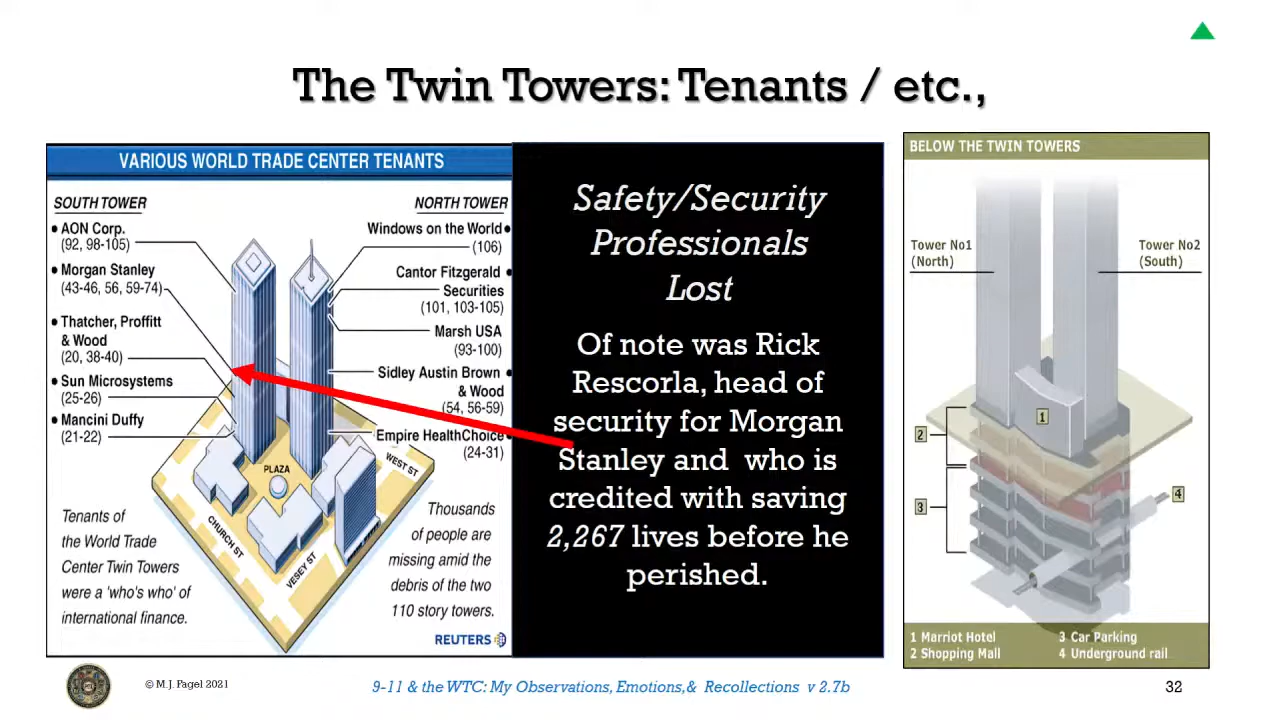 The Twin Towers: Tenants / etc.,
VARIOUS WORLD TRADE CENTER TENANTS
SOUTH TOWER
• AON Corp.
(92, 98-105)
• Morgan Stanley
(43-46, 56, 59-74)
• Thatcher, Proffitt
& Wood
(20, 38-40)
• Sun Microsystems
(25-26)
• Mancini Duffy
(21-22)
NORTH TOWER
Windows on the World•
(106)
Cantor Fitzgerald •
Securities
(101, 103-105)
Marsh USA
(93-100)
Sidley Austin Brown •
& Wood
(54, 56-59)
Empire HealthChoice•
(24-31)
PLAZA
WEST ST
CHURCH ST
VESEY ST
Tenants of
the World Trade
Center Twin Towers
were a 'who's who' of
international finance.
Thousands
of people are
missing amid the
debris of the two
110 story towers.
REUTERS
Safety/Security
Professionals
Lost
Of note was Rick
Rescorla, head of
security for Morgan
Stanley and who is
credited with saving
2,267 lives before he
perished.
BELOW THE TWIN TOWERS
Tower No1
(North)
Tower No2
(South)
1
2
3
4
1 Marriot Hotel
2 Shopping Mall
3 Car Parking
4 Underground rail
© M.J. Fagel 2021
9-11 & the WTC: My Observations, Emotions,& Recollections v 2.7b
32